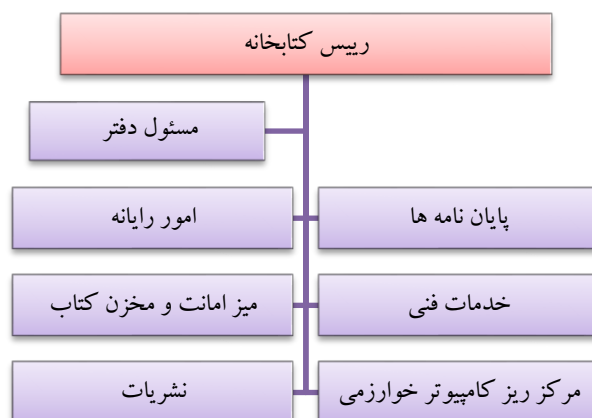 رییس کتابخانه
مسئول دفتر
پایان نامه ها
امور رایانه
خدمات فنی
میز امانت و مخزن کتاب
مرکز ریز کامپیوتر خوارزمی
نشریات